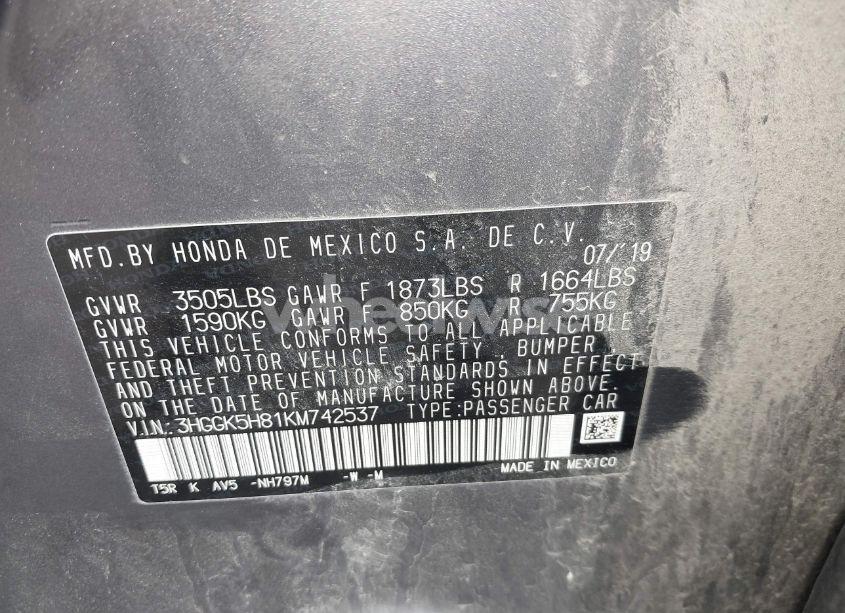 MFD.BY HONDA DE MEXICO S.A. DE C.V. 07/'19
GVWR 3505LBS GAWR F 1873LBS R 1664LBS
GVWR 1590KG GAWR F 850KG R 755KG
THIS VEHICLE CONFORMS TO ALL APPLICABLE
FEDERAL MOTOR VEHICLE SAFETY, BUMPER
AND THEFT PREVENTION STANDARDS IN EFFECT
ON THE DATE OF MANUFACTURE SHOWN ABOVE.
V.I.N.:3HGGK5H81KM742537 TYPE:PASSENGER CAR
MADE IN MEXICO
T5R K AV5 -NH797M -W -M